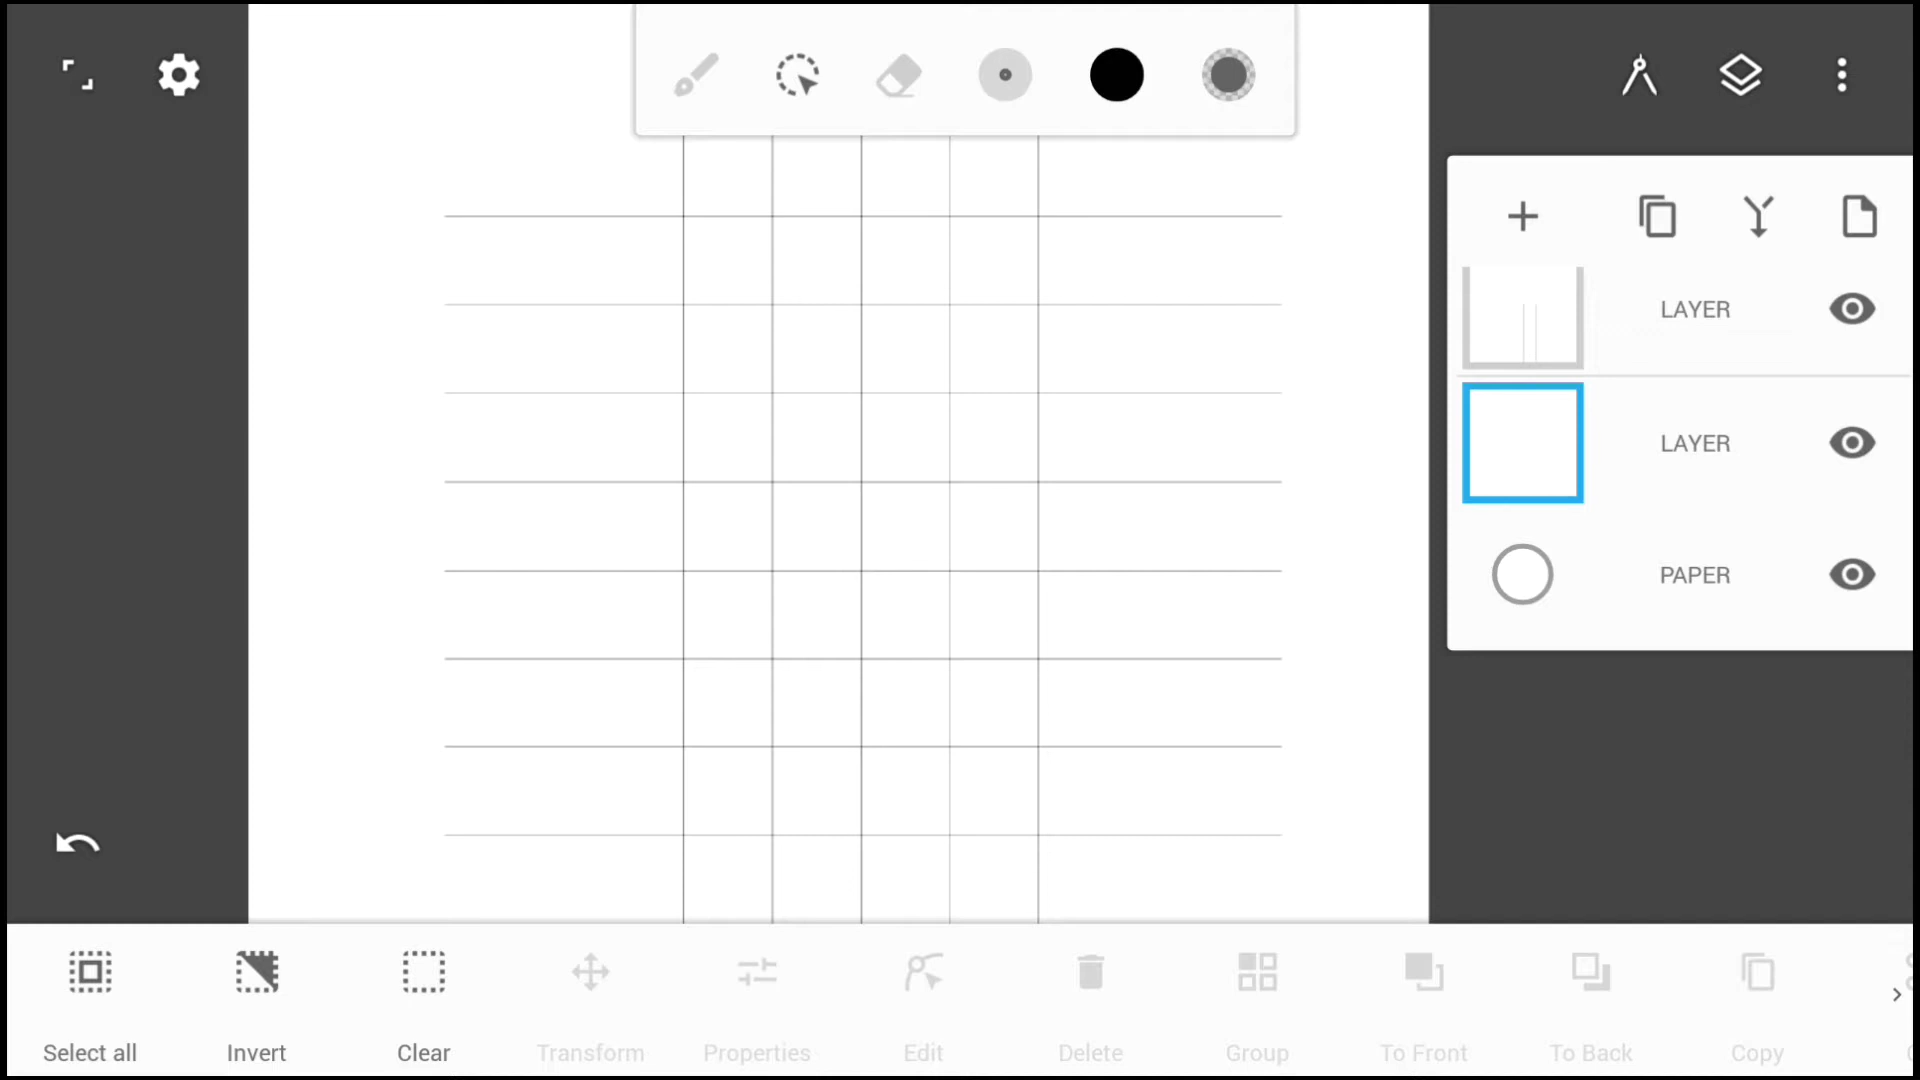 LAYER
LAYER
PAPER
Select all Invert Clear Transform Properties Edit Delete Group To Front To Back Copy